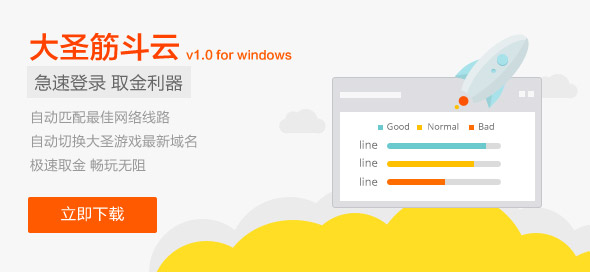 大圣筋斗云 v1.0 for windows
急速登录 取金利器
自动匹配最佳网络线路
自动切换大圣游戏最新域名
极速取金 畅玩无阻
立即下载
Good Normal Bad
line
line
line